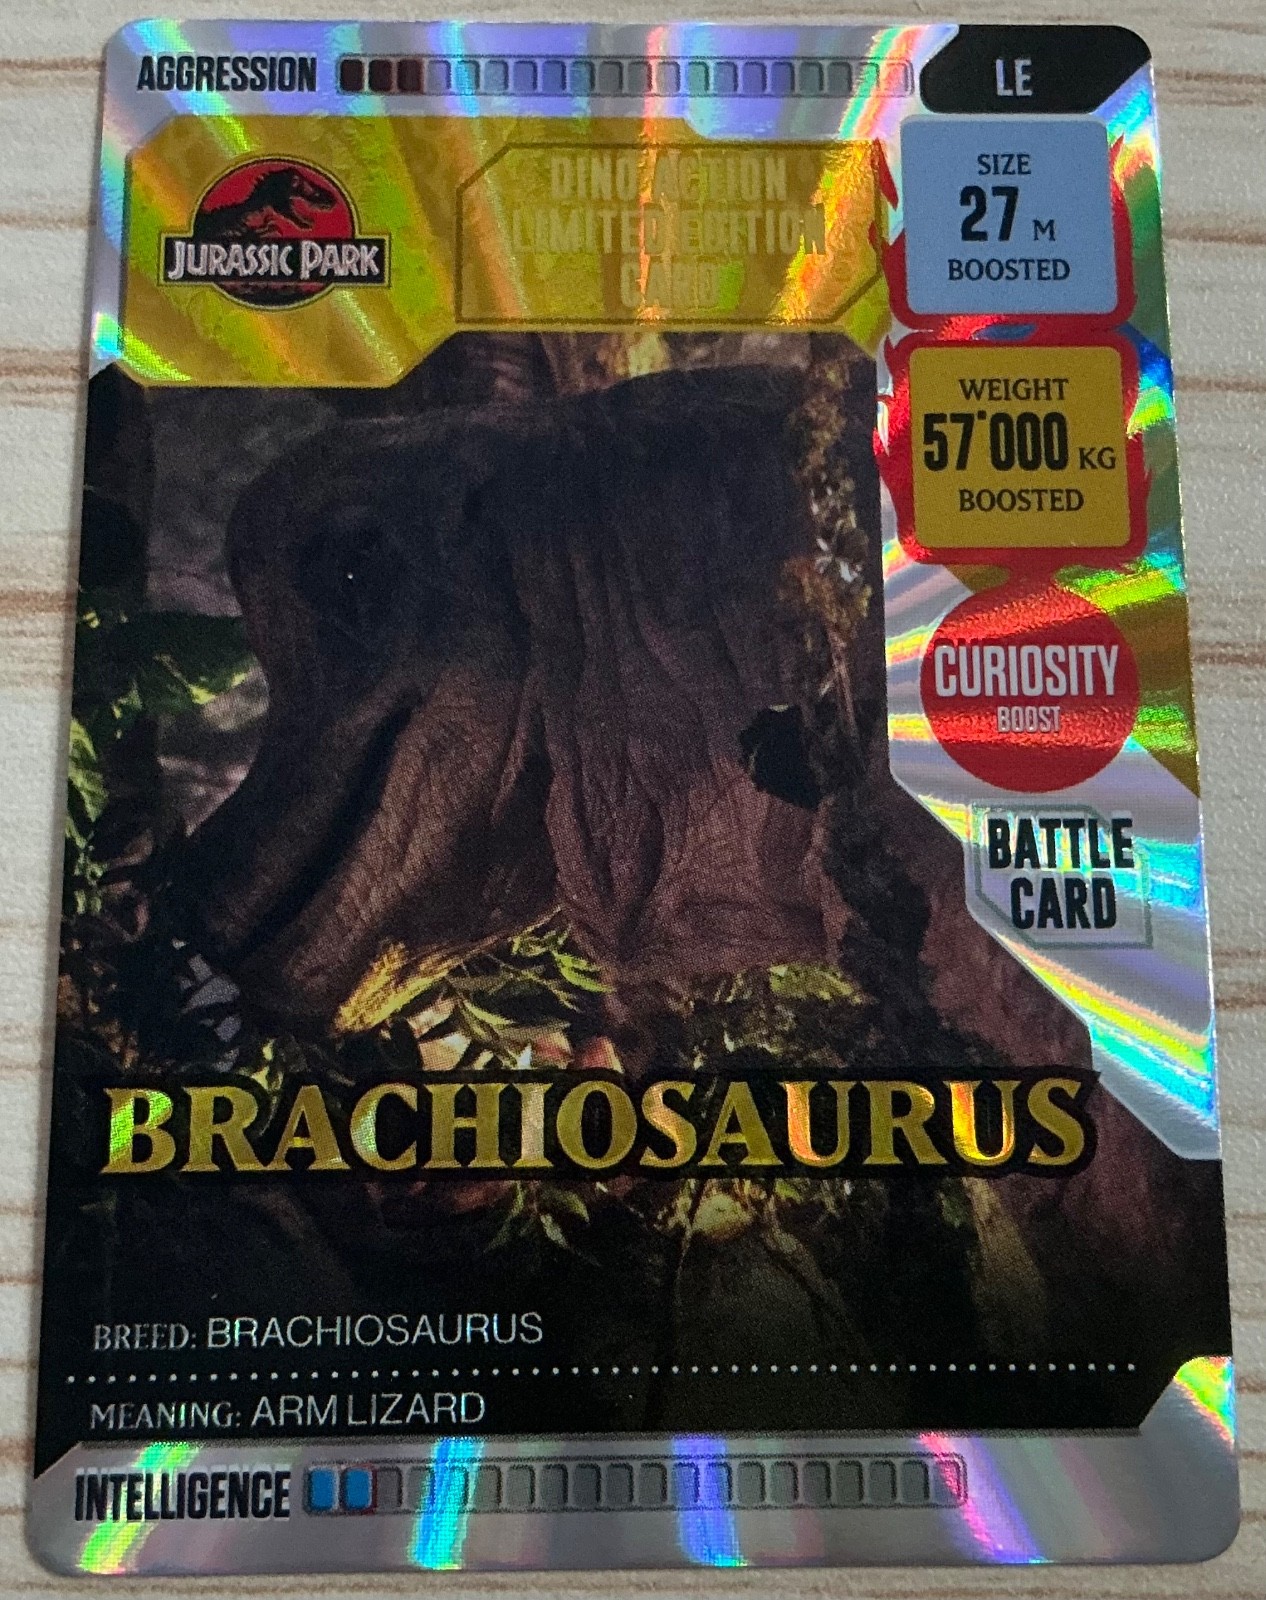 AGGRESSION
LE
JURASSIC PARK
DINO ACTION
LIMITED EDITION
CARD
SIZE
27 M
BOOSTED
WEIGHT
57'000 KG
BOOSTED
CURIOSITY
BOOST
BATTLE
CARD
BRACHIOSAURUS
BREED: BRACHIOSAURUS
MEANING: ARM LIZARD
INTELLIGENCE